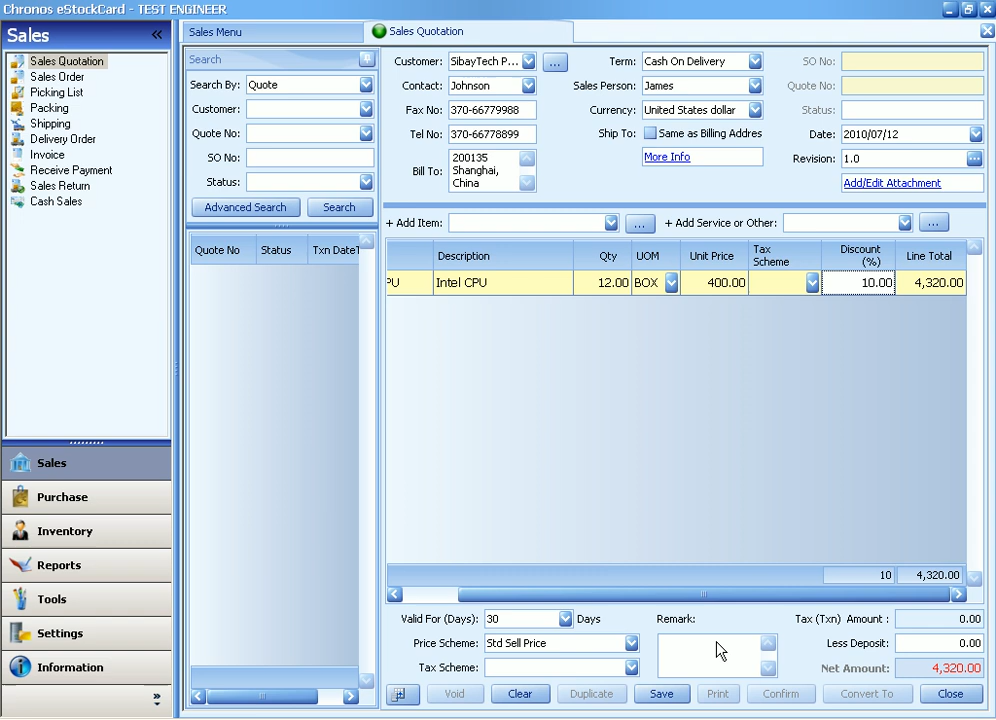 Chronos eStockCard - TEST ENGINEER
Sales
«
Sales Quotation
Sales Order
Picking List
Packing
Shipping
Delivery Order
Invoice
Receive Payment
Sales Return
Cash Sales
Sales
Purchase
Inventory
Reports
Tools
Settings
Information
»
Sales Menu
Sales Quotation
Search
Search By: Quote
Customer:
Quote No:
SO No:
Status:
Advanced Search Search
Quote No Status Txn DateT
Customer: SibayTech P... ...
Contact: Johnson
Fax No: 370-66779988
Tel No: 370-66778899
Bill To: 200135
Shanghai,
China
Term: Cash On Delivery
Sales Person: James
Currency: United States dollar
Ship To: Same as Billing Addres
More Info
SO No:
Quote No:
Status:
Date: 2010/07/12
Revision: 1.0 ...
Add/Edit Attachment
+ Add Item: ... + Add Service or Other: ...
Description Qty UOM Unit Price Tax Scheme Discount (%) Line Total
PU Intel CPU 12.00 BOX 400.00 10.00 4,320.00
10 4,320.00
Valid For (Days): 30 Days
Price Scheme: Std Sell Price
Tax Scheme:
Remark:
Tax (Txn) Amount : 0.00
Less Deposit: 0.00
Net Amount: 4,320.00
Void Clear Duplicate Save Print Confirm Convert To Close